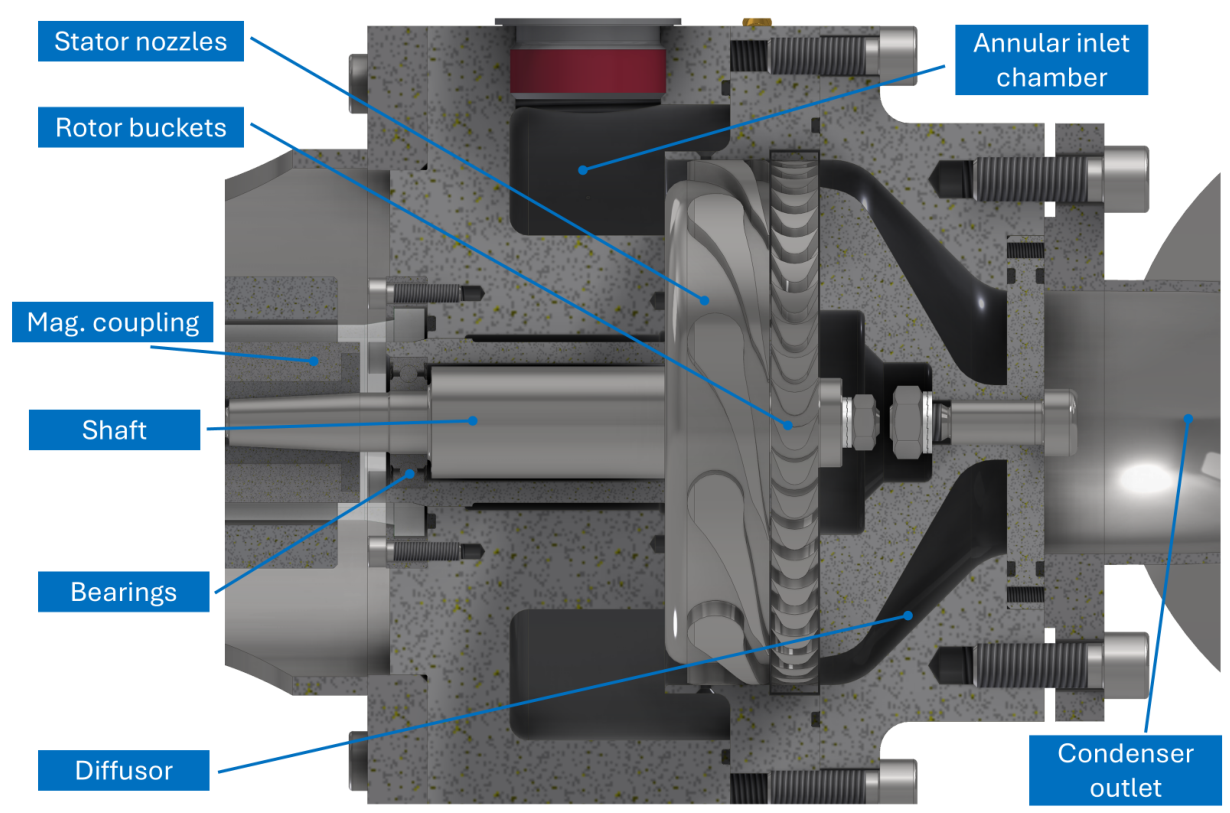 Stator nozzles
Annular inlet
chamber
Rotor buckets
Mag. coupling
Shaft
Bearings
Diffusor
Condenser
outlet